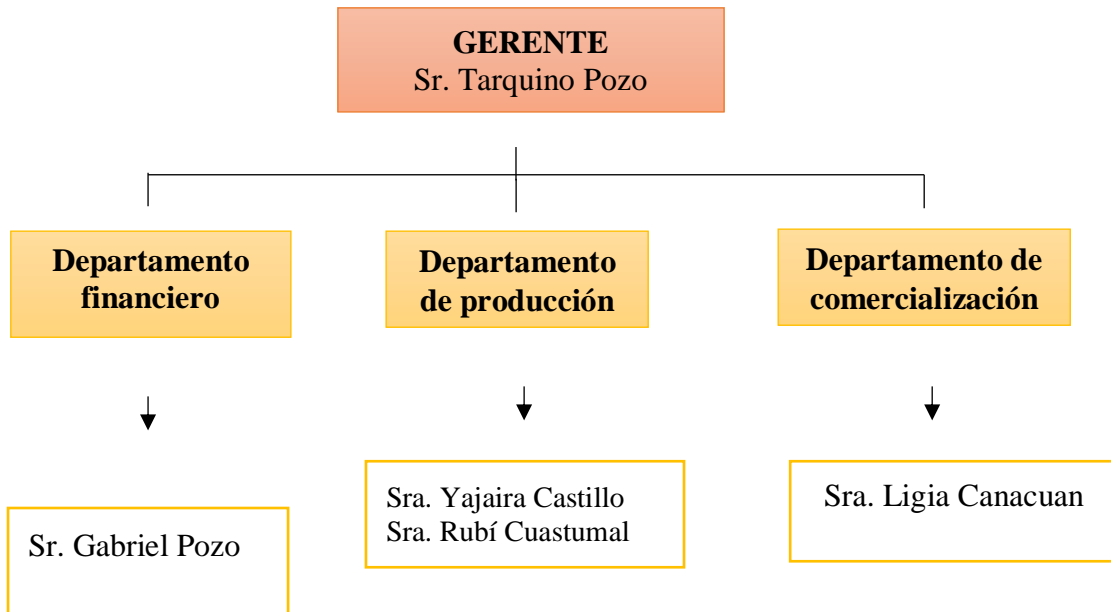 GERENTE
Sr. Tarquino Pozo
Departamento
financiero
Departamento
de producción
Departamento de
comercialización
Sr. Gabriel Pozo
Sra. Yajaira Castillo
Sra. Rubí Cuastumal
Sra. Ligia Canacuan